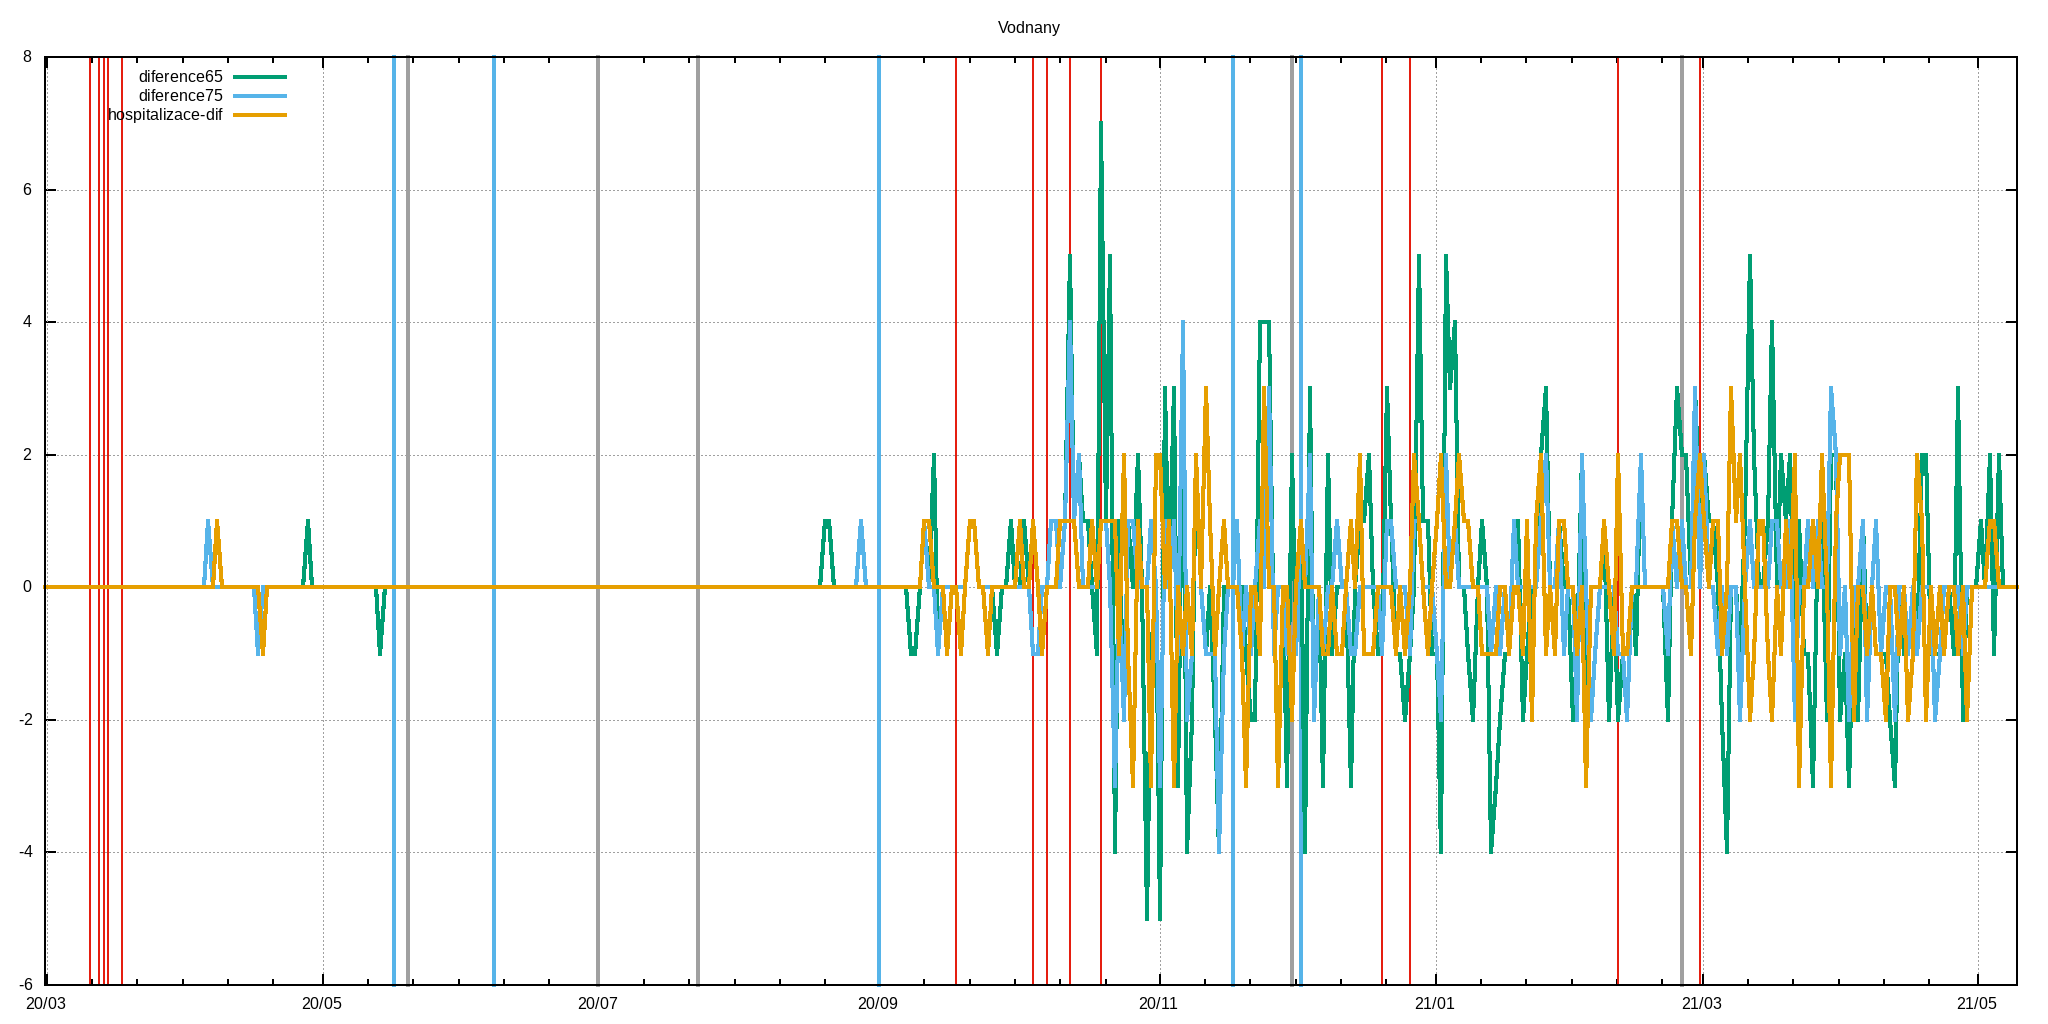 Vodnany
8
diference65
diference75
hospitalizace-dif
6
4
2
0
-2
-4
-6
20/03 20/05 20/07 20/09 20/11 21/01 21/03 21/05